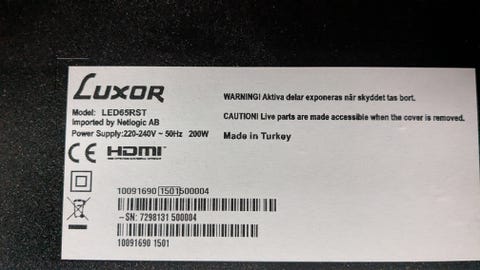 LUXOR
Model: LED65RST
Imported by Netlogic AB
Power Supply:220-240V ~ 50Hz 200W
CE HDMI
WARNING! Aktiva delar exponeras når skyddet tas bort.
CAUTION! Live parts are made accessible when the cover is removed.
Made in Turkey
10091690 1501 500004
–SN: 7298131 500004
10091690 1501